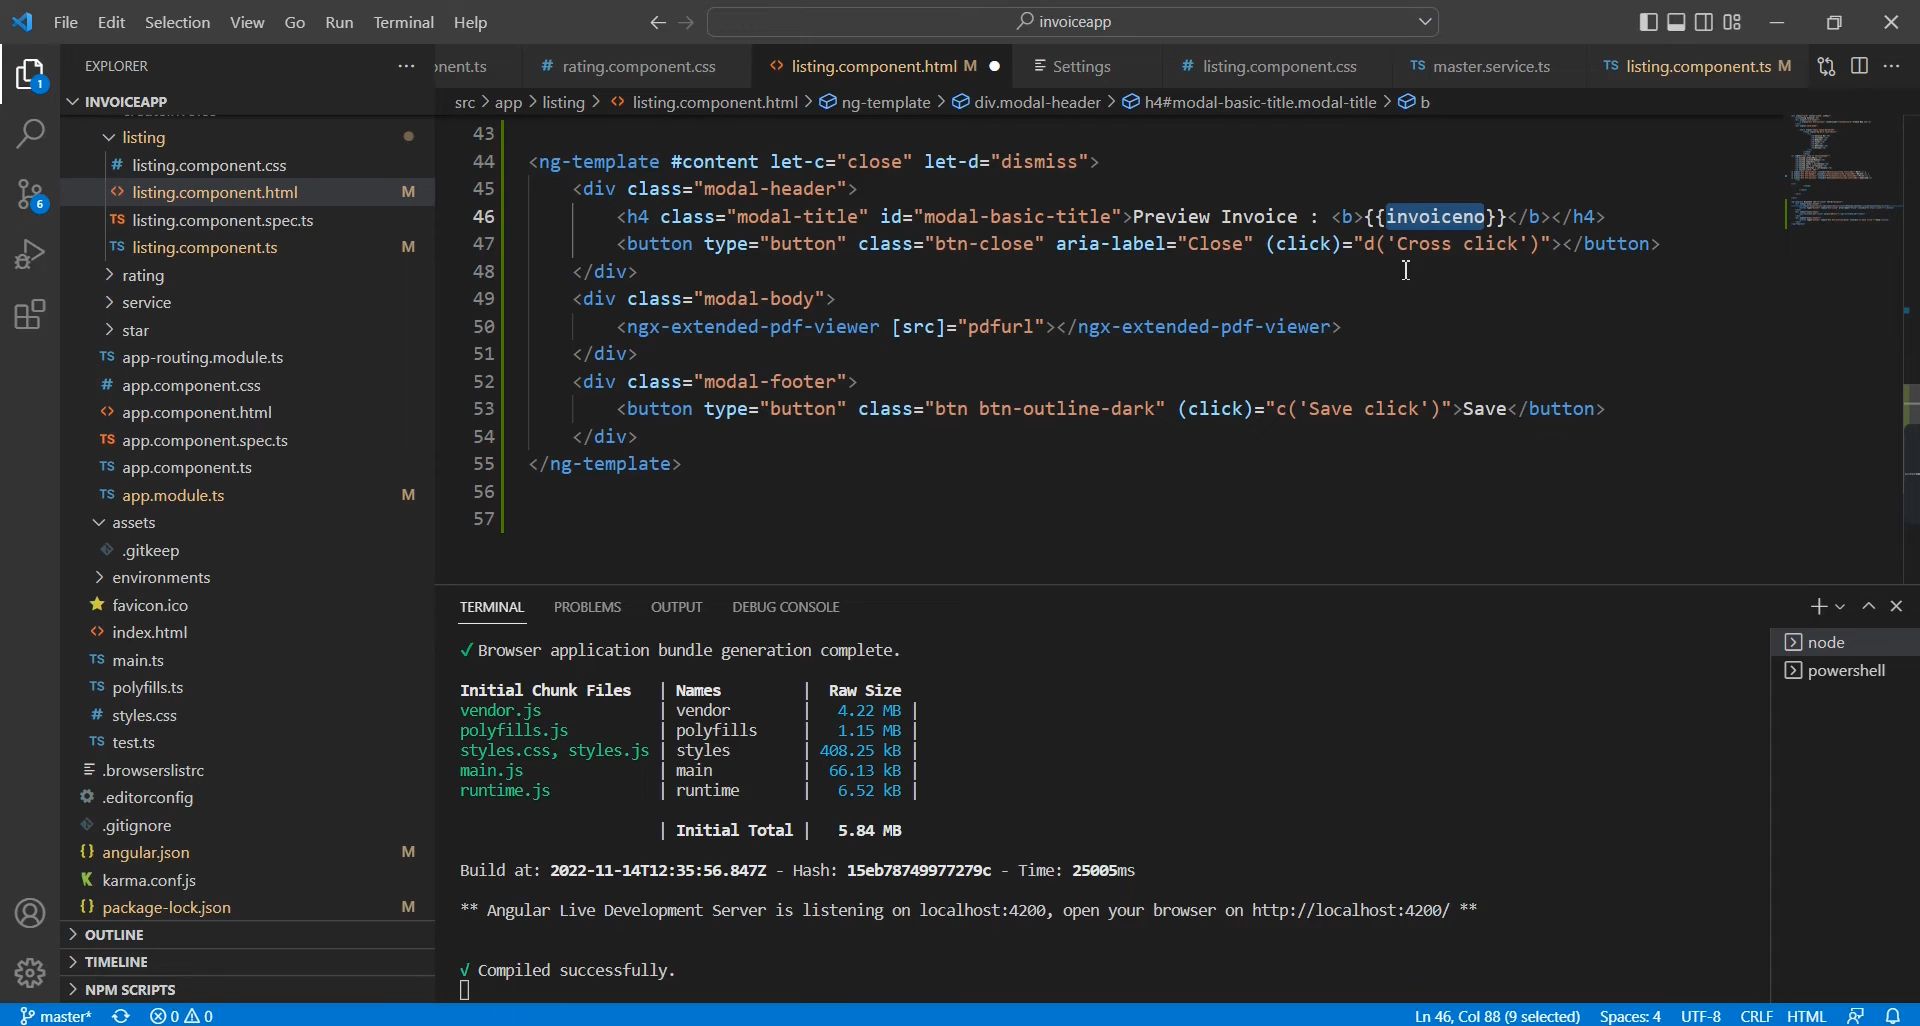 File Edit Selection View Go Run Terminal Help
invoiceapp
EXPLORER
nent.ts
# rating.component.css
<> listing.component.html M
Settings
# listing.component.css
TS master.service.ts
TS listing.component.ts M
1
INVOICEAPP
src > app > listing > <> listing.component.html > ng-template > div.modal-header > h4#modal-basic-title.modal-title > b
listing
# listing.component.css
<> listing.component.html M
TS listing.component.spec.ts
TS listing.component.ts M
rating
service
star
TS app-routing.module.ts
# app.component.css
<> app.component.html
TS app.component.spec.ts
TS app.component.ts
TS app.module.ts M
assets
.gitkeep
environments
favicon.ico
<> index.html
TS main.ts
TS polyfills.ts
# styles.css
TS test.ts
.browserslistrc
.editorconfig
.gitignore
{} angular.json M
karma.conf.js
{} package-lock.json M
OUTLINE
TIMELINE
NPM SCRIPTS
6
43
44 <ng-template #content let-c="close" let-d="dismiss">
45 <div class="modal-header">
46 <h4 class="modal-title" id="modal-basic-title">Preview Invoice : <b>{{invoiceno}}</b></h4>
47 <button type="button" class="btn-close" aria-label="Close" (click)="d('Cross click')"></button>
48 </div>
49 <div class="modal-body">
50 <ngx-extended-pdf-viewer [src]="pdfurl"></ngx-extended-pdf-viewer>
51 </div>
52 <div class="modal-footer">
53 <button type="button" class="btn btn-outline-dark" (click)="c('Save click')">Save</button>
54 </div>
55 </ng-template>
56
57
TERMINAL PROBLEMS OUTPUT DEBUG CONSOLE
node
powershell
√ Browser application bundle generation complete.
Initial Chunk Files | Names | Raw Size
vendor.js | vendor | 4.22 MB |
polyfills.js | polyfills | 1.15 MB |
styles.css, styles.js | styles | 408.25 kB |
main.js | main | 66.13 kB |
runtime.js | runtime | 6.52 kB |
| Initial Total | 5.84 MB
Build at: 2022-11-14T12:35:56.847Z - Hash: 15eb78749977279c - Time: 25005ms
** Angular Live Development Server is listening on localhost:4200, open your browser on http://localhost:4200/ **
√ Compiled successfully.
master* 0 0
Ln 46, Col 88 (9 selected) Spaces: 4 UTF-8 CRLF HTML